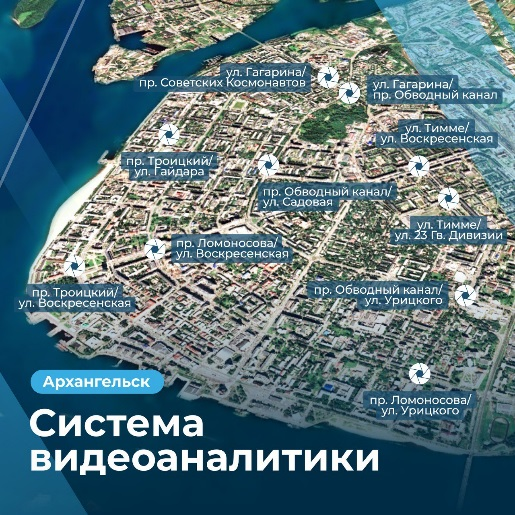 ул. Гагарина/
пр. Советских Космонавтов
ул. Гагарина/
пр. Обводный канал
ул. Тимме/
ул. Воскресенская
пр. Троицкий/
ул. Гайдара
пр. Обводный канал/
ул. Садовая
ул. Тимме/
ул. 23 Гв. Дивизии
пр. Ломоносова/
ул. Воскресенская
пр. Троицкий/
ул. Воскресенская
пр. Обводный канал/
ул. Урицкого
пр. Ломоносова/
ул. Урицкого
Архангельск
Система
видеоаналитики